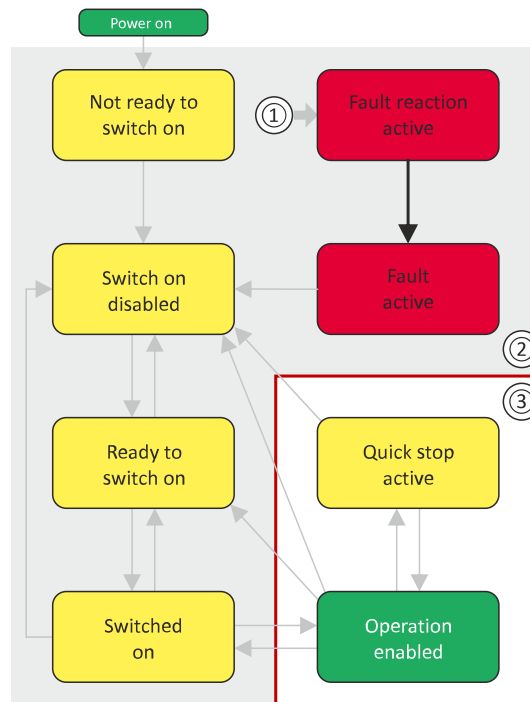 Power on
Not ready to
switch on
①
Fault reaction
active
Switch on
disabled
Fault
active
②
③
Ready to
switch on
Quick stop
active
Switched
on
Operation
enabled